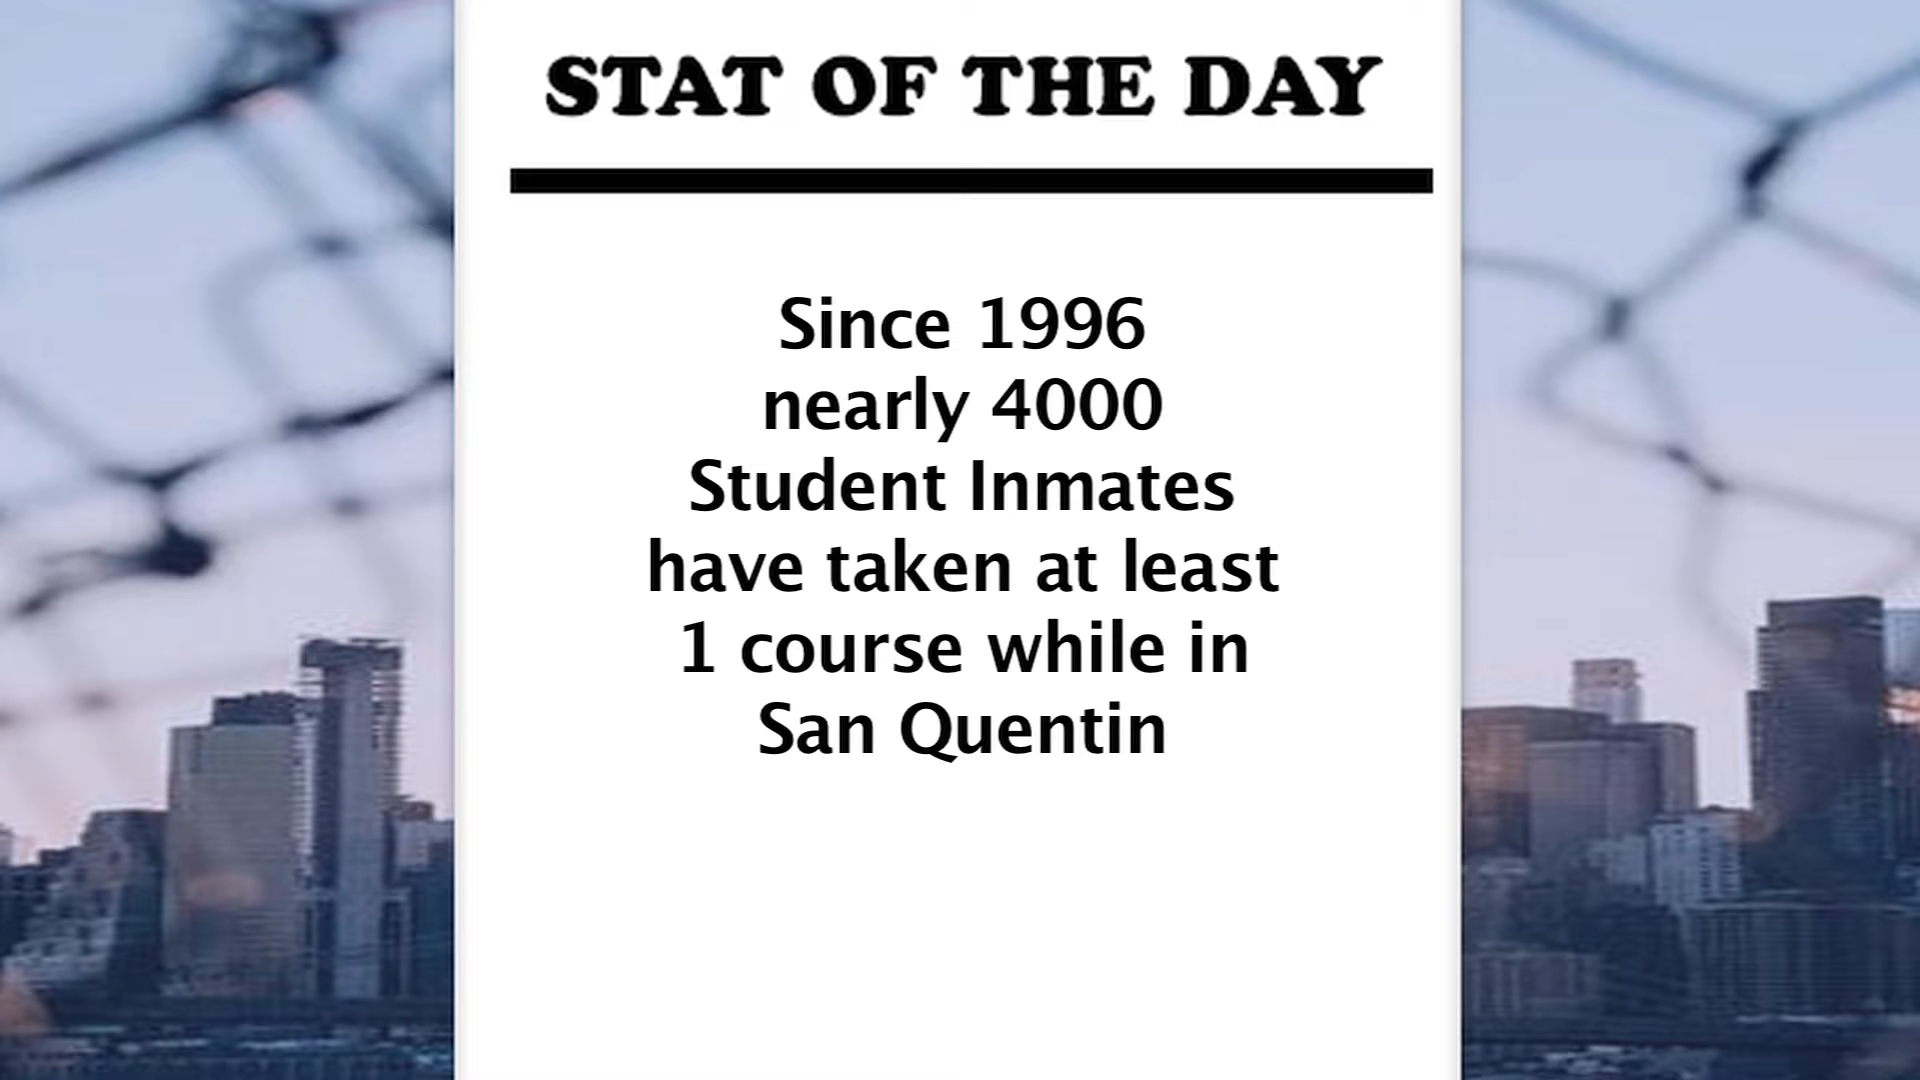 STAT OF THE DAY
Since 1996
nearly 4000
Student Inmates
have taken at least
1 course while in
San Quentin